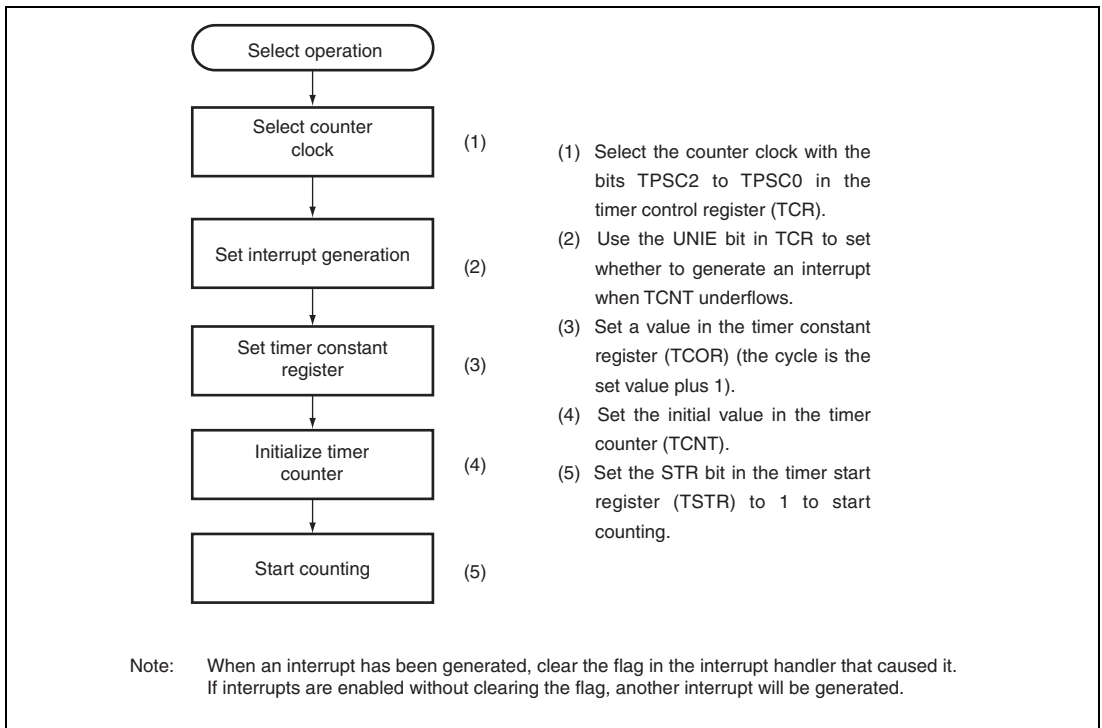 Select operation
Select counter
clock
(1)
Set interrupt generation
(2)
Set timer constant
register
(3)
Initialize timer
counter
(4)
Start counting
(5)
(1) Select the counter clock with the
bits TPSC2 to TPSC0 in the
timer control register (TCR).
(2) Use the UNIE bit in TCR to set
whether to generate an interrupt
when TCNT underflows.
(3) Set a value in the timer constant
register (TCOR) (the cycle is the
set value plus 1).
(4) Set the initial value in the timer
counter (TCNT).
(5) Set the STR bit in the timer start
register (TSTR) to 1 to start
counting.
Note: When an interrupt has been generated, clear the flag in the interrupt handler that caused it.
If interrupts are enabled without clearing the flag, another interrupt will be generated.